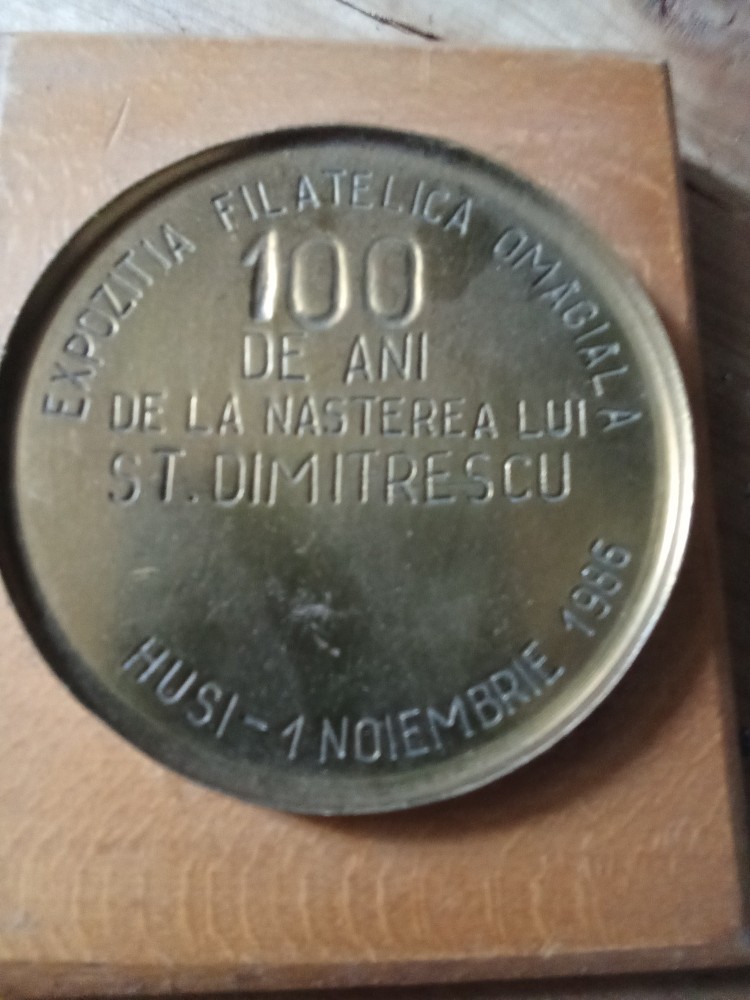 EXPOZITIA FILATELICA OMAGIALA
100
DE ANI
DE LA NASTEREA LUI
ST. DIMITRESCU
HUSI - 1 NOIEMBRIE 1986